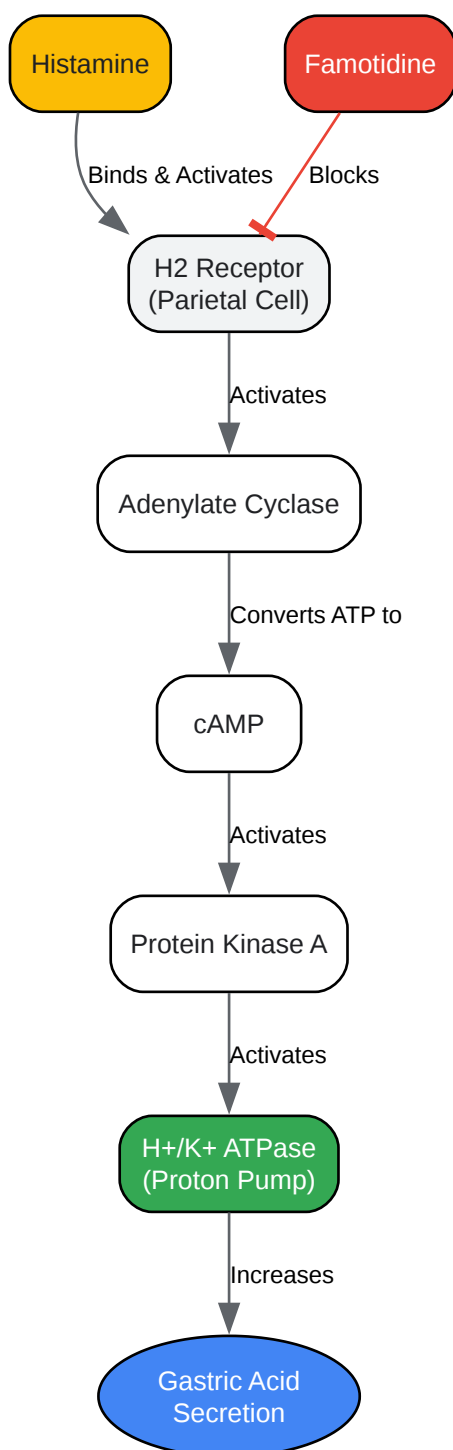 Histamine
Famotidine
Binds & Activates
Blocks
H2 Receptor
(Parietal Cell)
Activates
Adenylate Cyclase
Converts ATP to
cAMP
Activates
Protein Kinase A
Activates
H+/K+ ATPase
(Proton Pump)
Increases
Gastric Acid
Secretion